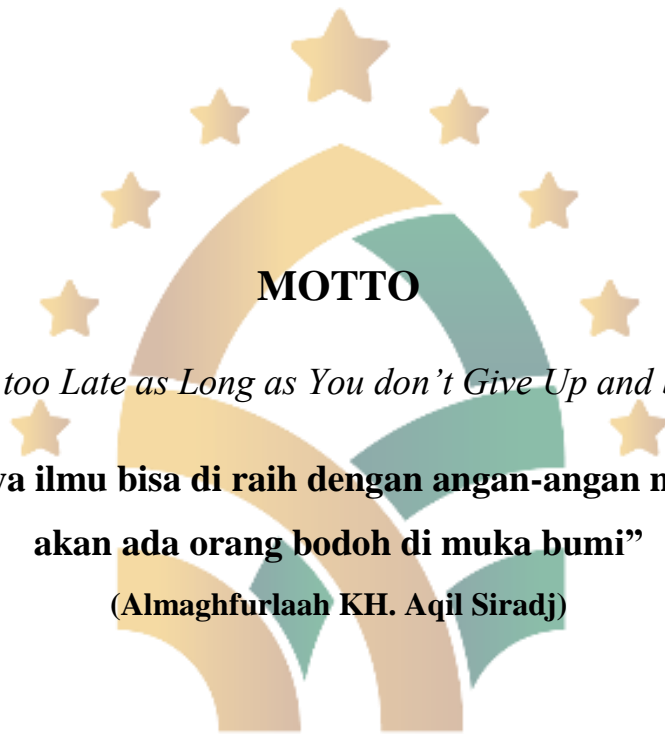 MOTTO
too Late as Long as You don’t Give Up and
ilmu bisa di raih dengan angan-angan
akan ada orang bodoh di muka bumi”
(Almaghfurlaah KH. Aqil Siradj)